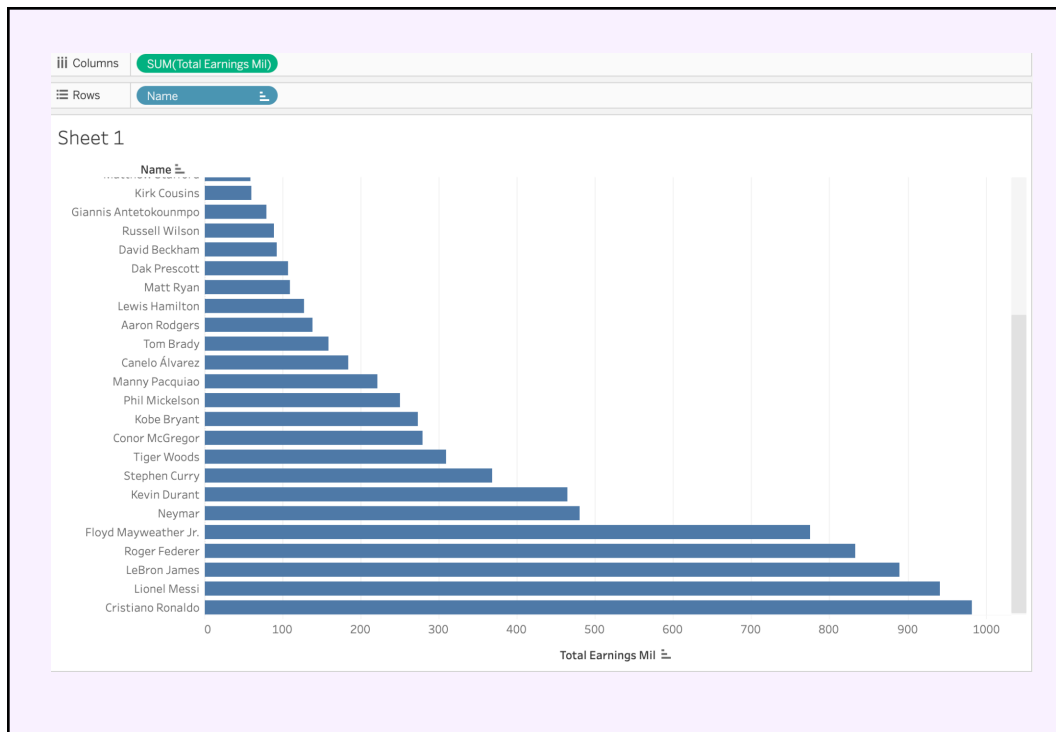 Columns SUM(Total Earnings Mil)
Rows Name
Sheet 1
Name
Kirk Cousins
Giannis Antetokounmpo
Russell Wilson
David Beckham
Dak Prescott
Matt Ryan
Lewis Hamilton
Aaron Rodgers
Tom Brady
Canelo Álvarez
Manny Pacquiao
Phil Mickelson
Kobe Bryant
Conor McGregor
Tiger Woods
Stephen Curry
Kevin Durant
Neymar
Floyd Mayweather Jr.
Roger Federer
LeBron James
Lionel Messi
Cristiano Ronaldo
0 100 200 300 400 500 600 700 800 900 1000
Total Earnings Mil